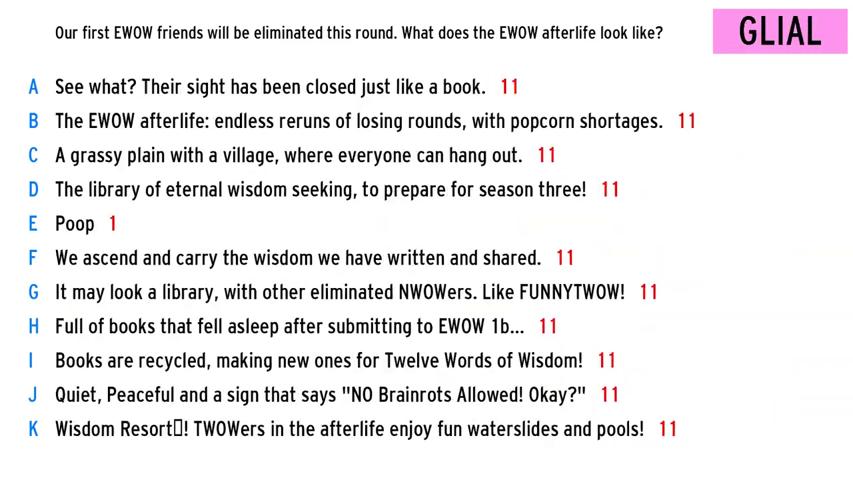 Our first EWOW friends will be eliminated this round. What does the EWOW afterlife look like?
GLIAL
A See what? Their sight has been closed just like a book. 11
B The EWOW afterlife: endless reruns of losing rounds, with popcorn shortages. 11
C A grassy plain with a village, where everyone can hang out. 11
D The library of eternal wisdom seeking, to prepare for season three! 11
E Poop 1
F We ascend and carry the wisdom we have written and shared. 11
G It may look a library, with other eliminated NWOWers. Like FUNNYTWOW! 11
H Full of books that fell asleep after submitting to EWOW 1b... 11
I Books are recycled, making new ones for Twelve Words of Wisdom! 11
J Quiet, Peaceful and a sign that says "NO Brainrots Allowed! Okay?" 11
K Wisdom Resort▯! TWOWers in the afterlife enjoy fun waterslides and pools! 11